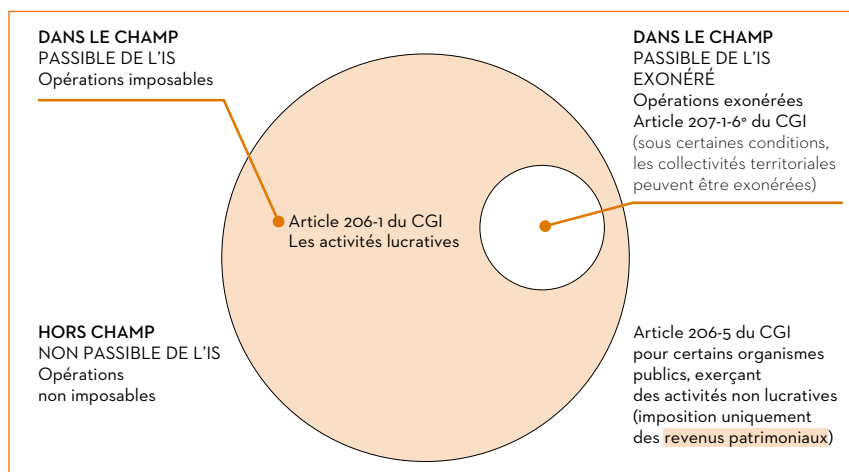 DANS LE CHAMP
PASSIBLE DE L'IS
Opérations imposables
DANS LE CHAMP
PASSIBLE DE L'IS
EXONÉRÉ
Opérations exonérées
Article 207-1-6° du CGI
(sous certaines conditions,
les collectivités territoriales
peuvent être exonérées)
Article 206-1 du CGI
Les activités lucratives
HORS CHAMP
NON PASSIBLE DE L'IS
Opérations
non imposables
Article 206-5 du CGI
pour certains organismes
publics, exerçant
des activités non lucratives
(imposition uniquement
des revenus patrimoniaux)